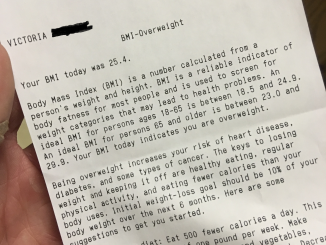 VICTORIA
BMI-Overweight
Your BMI today was 25.4.
Body Mass Index (BMI) is a number calculated from a
person's weight and height. BMI is a reliable indicator of
body fatness for most people and is used to screen for
weight categories that may lead to health problems. An
ideal BMI for persons ages 18-65 is between 18.5 and 24.9.
An ideal BMI for persons 65 and older is between 23.0 and
29.9. Your BMI today indicates you are overweight.
Being overweight increases your risk of heart disease,
diabetes, and some types of cancer. The keys to losing
weight and keeping it off are healthy eating, regular
physical activity, and eating fewer calories than your
body uses. Initial weight-loss goal should be 10% of your
body weight over the next 6 months. Here are some
suggestions to get you started.
diet: Eat 500 fewer calories a day. This
of one pound per week. Make
vegetables.